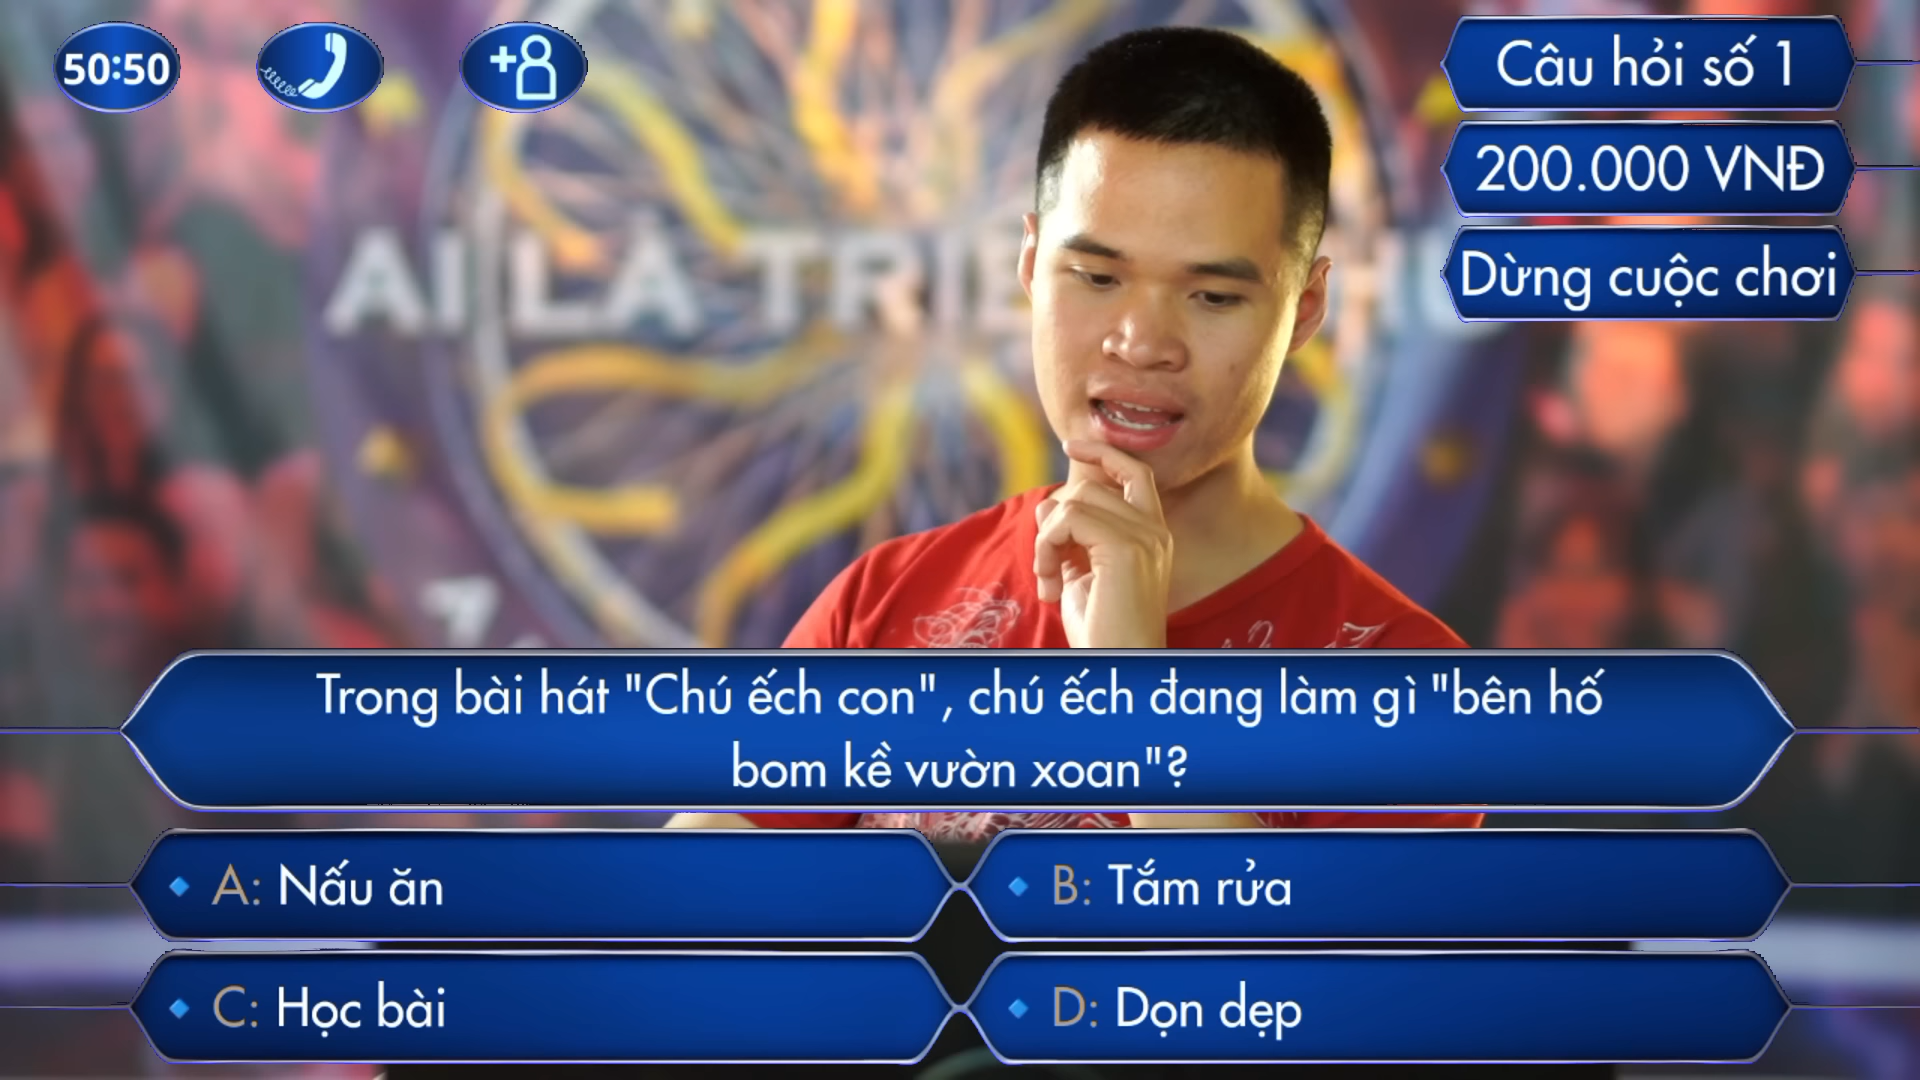 50:50
Câu hỏi số 1
200.000 VNĐ
Dừng cuộc chơi
AI LÀ
Trong bài hát "Chú ếch con", chú ếch đang làm gì "bên hố
bom kề vườn xoan"?
A: Nấu ăn
B: Tắm rửa
C: Học bài
D: Dọn dẹp